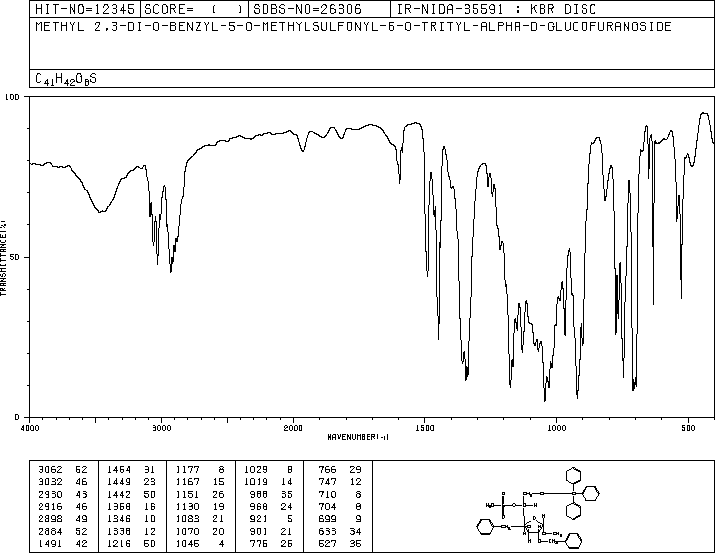 HIT-NO=12345 SCORE= ( ) SDBS-NO=26306 IR-NIDA-35591 : KBR DISC
METHYL 2,3-DI-O-BENZYL-5-O-METHYLSULFONYL-6-O-TRITYL-ALPHA-D-GLUCOFURANOSIDE
C41H42O8S
100
50
0
TRANSMITTANCE(%)
4000 3000 2000 1500 1000 500
WAVENUMBER(-1)
3062 52 1454 31 1177 8 1029 8 766 29
3032 46 1449 23 1167 15 1019 14 747 12
2930 43 1442 50 1151 26 988 35 710 8
2916 46 1358 16 1130 19 968 24 704 8
2898 49 1346 10 1083 21 921 5 699 9
2884 52 1338 12 1070 20 901 21 633 34
1491 42 1216 50 1045 4 776 26 527 36